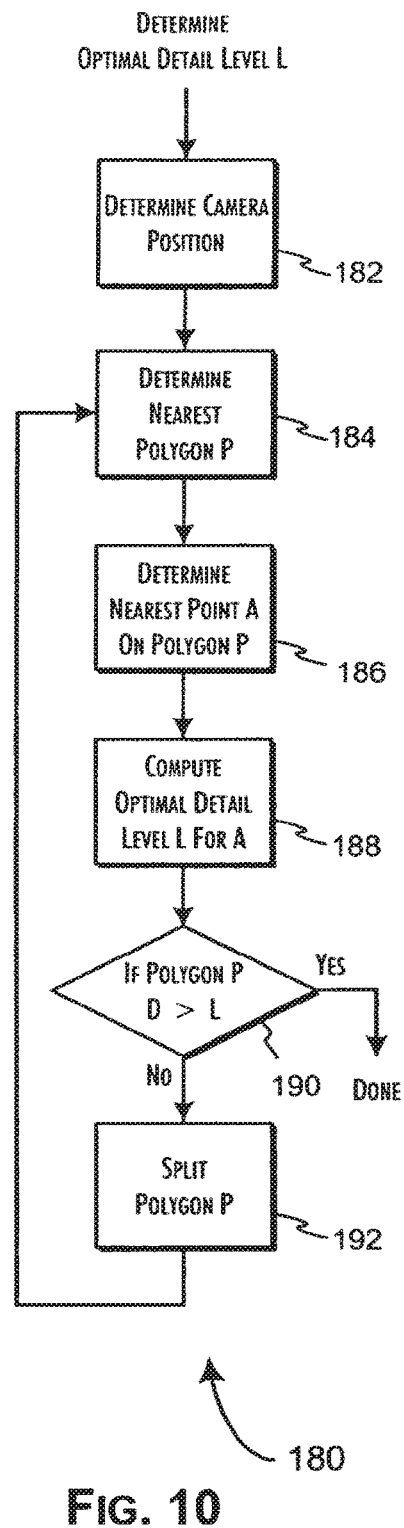 DETERMINE
OPTIMAL DETAIL LEVEL L
DETERMINE CAMERA
POSITION
182
DETERMINE
NEAREST
POLYGON P
184
DETERMINE
NEAREST POINT A
ON POLYGON P
186
COMPUTE
OPTIMAL DETAIL
LEVEL L FOR A
188
IF POLYGON P
D > L
YES
190
NO
DONE
SPLIT
POLYGON P
192
180
FIG. 10